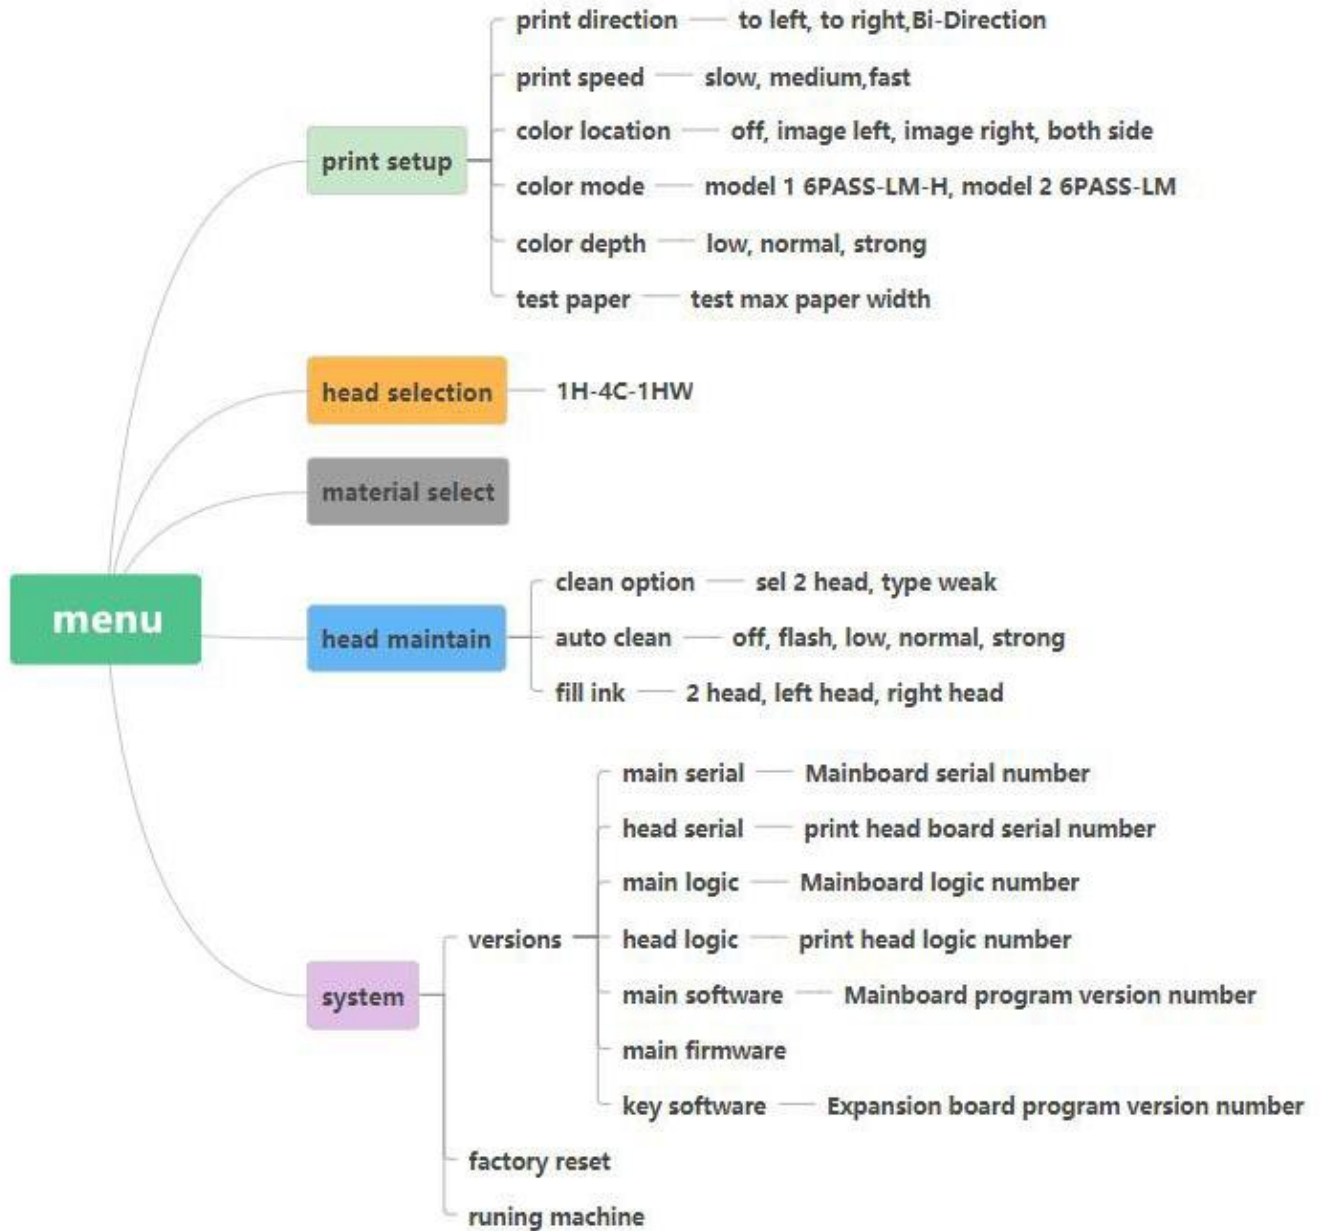 print direction to left, to right,Bi-Direction
print speed slow, medium,fast
color location off, image left, image right, both side
print setup
color mode model 1 6PASS-LM-H, model 2 6PASS-LM
color depth low, normal, strong
test paper test max paper width
head selection 1H-4C-1HW
material select
menu
clean option sel 2 head, type weak
head maintain
auto clean off, flash, low, normal, strong
fill ink 2 head, left head, right head
main serial Mainboard serial number
head serial print head board serial number
main logic Mainboard logic number
versions
head logic print head logic number
system
main software Mainboard program version number
main firmware
key software Expansion board program version number
factory reset
runing machine